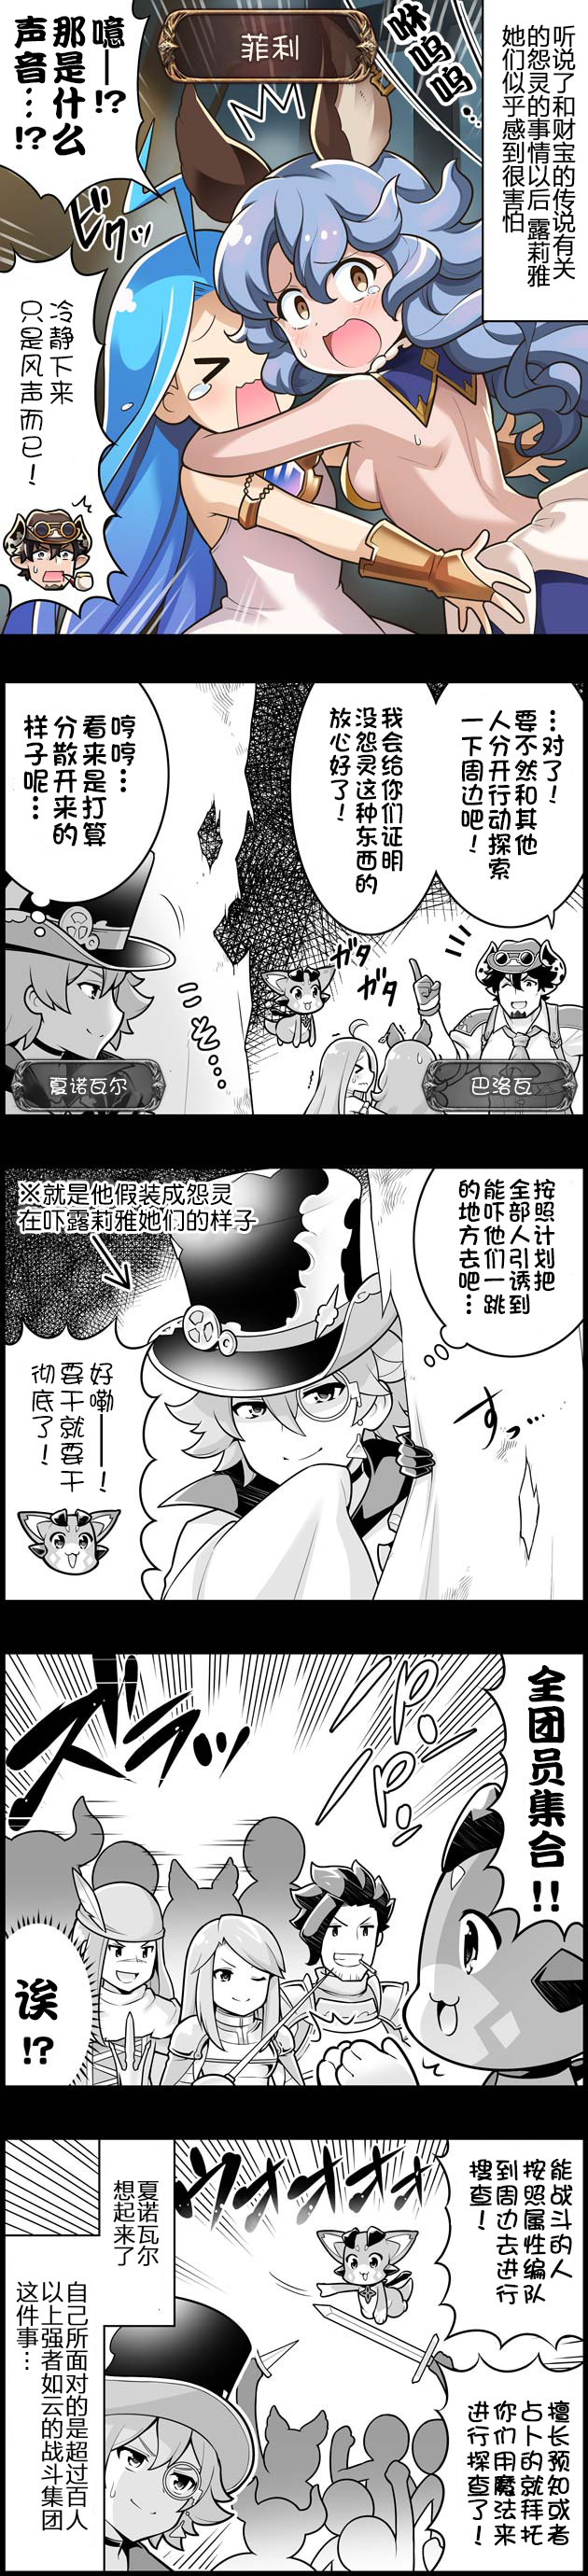 听说了和财宝的传说有关
的怨灵的事情以后 露莉雅
她们似乎感到很害怕
咻呜呜…
菲利
噫——!?
那是什么
声音…!?
ビクッ
冷静下来
只是风声而已！
…对了！
要不然和其他
人分开行动探索
一下周边吧！
我会给你们证明
没怨灵这种东西的
放心好了！
ガタ
ガタ
巴洛瓦
哼哼…
看来是打算
分散开来的
样子呢…
こそ…
夏诺瓦尔
按照计划把
全部人引诱到
能吓他们一跳
的地方去吧…
すっ…
※就是他假装成怨灵
在吓露莉雅她们的样子
好嘞——！
要干就要干
彻底了！
全团员集合!!
パンパン
ズラッ
诶!?
能战斗的人
按照属性编队
到周边去进行
搜查！
ウオオオオ
擅长预知或者
占卜的就拜托
你们用魔法来
进行探查了！
夏诺瓦尔
想起来了
自己所面对的是超过百人
以上强者如云的战斗集团
这件事…